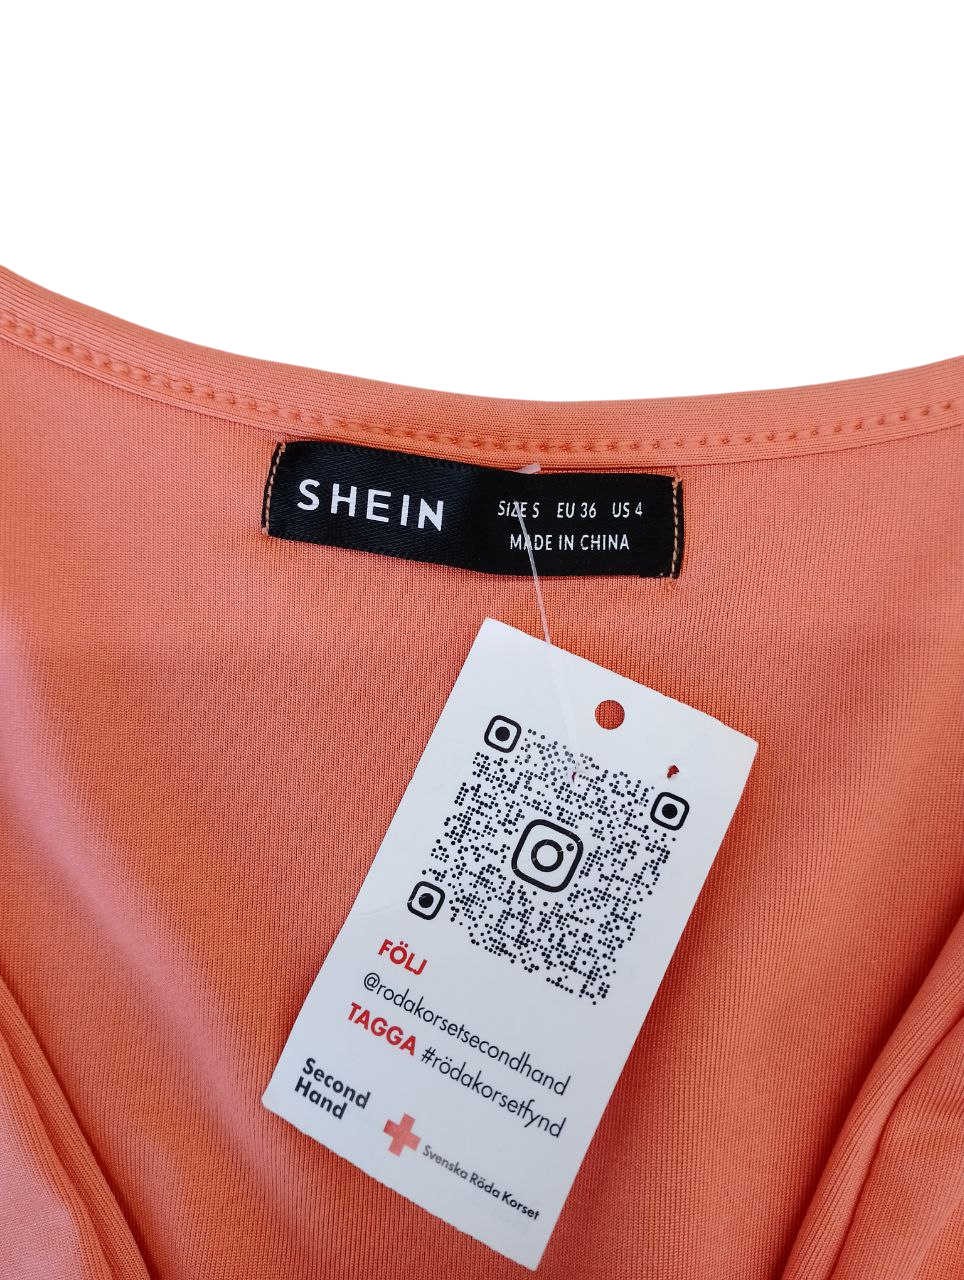 SHEIN
SIZE S EU 36 US 4
MADE IN CHINA
FÖLJ
@rodakorsetsecondhand
TAGGA #rödakorsetfynd
Second
Hand
Svenska Röda Korset